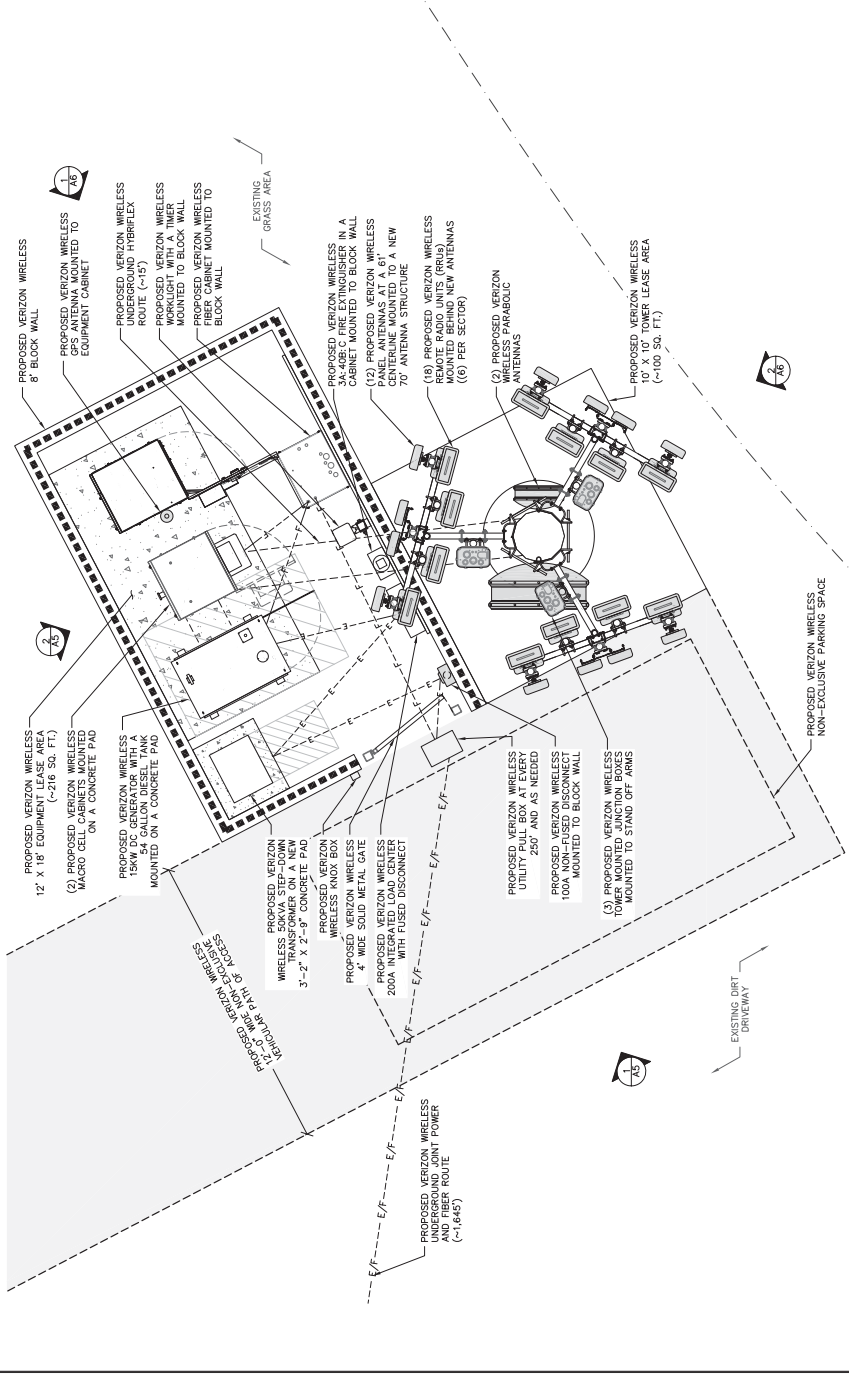 PROPOSED VERIZON WIRELESS
8" BLOCK WALL
1
A6
PROPOSED VERIZON WIRELESS
GPS ANTENNA MOUNTED TO
EQUIPMENT CABINET
PROPOSED VERIZON WIRELESS
UNDERGROUND HYBRIFLEX
ROUTE (~15')
PROPOSED VERIZON WIRELESS
WORKLIGHT WITH A TIMER
MOUNTED TO BLOCK WALL
PROPOSED VERIZON WIRELESS
FIBER CABINET MOUNTED TO
BLOCK WALL
EXISTING
GRASS AREA
PROPOSED VERIZON WIRELESS
3A:40B:C FIRE EXTINGUISHER IN A
CABINET MOUNTED TO BLOCK WALL
(12) PROPOSED VERIZON WIRELESS
PANEL ANTENNAS AT A 61'
CENTERLINE MOUNTED TO A NEW
70' ANTENNA STRUCTURE
(18) PROPOSED VERIZON WIRELESS
REMOTE RADIO UNITS (RRUs)
MOUNTED BEHIND NEW ANTENNAS
((6) PER SECTOR)
(2) PROPOSED VERIZON
WIRELESS PARABOLIC
ANTENNAS
PROPOSED VERIZON WIRELESS
10' X 10' TOWER LEASE AREA
(~100 SQ. FT.)
2
A6
2
A5
PROPOSED VERIZON WIRELESS
12' X 18' EQUIPMENT LEASE AREA
(~216 SQ. FT.)
(2) PROPOSED VERIZON WIRELESS
MACRO CELL CABINETS MOUNTED
ON A CONCRETE PAD
PROPOSED VERIZON WIRELESS
15KW DC GENERATOR WITH A
54 GALLON DIESEL TANK
MOUNTED ON A CONCRETE PAD
PROPOSED VERIZON
WIRELESS 50KVA STEP-DOWN
TRANSFORMER ON A NEW
3'-2" X 2'-9" CONCRETE PAD
PROPOSED VERIZON
WIRELESS KNOX BOX
PROPOSED VERIZON WIRELESS
4' WIDE SOLID METAL GATE
PROPOSED VERIZON WIRELESS
200A INTEGRATED LOAD CENTER
WITH FUSED DISCONNECT
PROPOSED VERIZON WIRELESS
UTILITY PULL BOX AT EVERY
250' AND AS NEEDED
PROPOSED VERIZON WIRELESS
100A NON-FUSED DISCONNECT
MOUNTED TO BLOCK WALL
(3) PROPOSED VERIZON WIRELESS
TOWER MOUNTED JUNCTION BOXES
MOUNTED TO STAND OFF ARMS
PROPOSED VERIZON WIRELESS
NON-EXCLUSIVE PARKING SPACE
PROPOSED VERIZON WIRELESS
12'-0" WIDE NON-EXCLUSIVE
VEHICULAR PATH OF ACCESS
EXISTING DIRT
DRIVEWAY
1
A5
PROPOSED VERIZON WIRELESS
UNDERGROUND JOINT POWER
AND FIBER ROUTE
(~1,645')
E/F
E/F
E/F
E/F
E/F